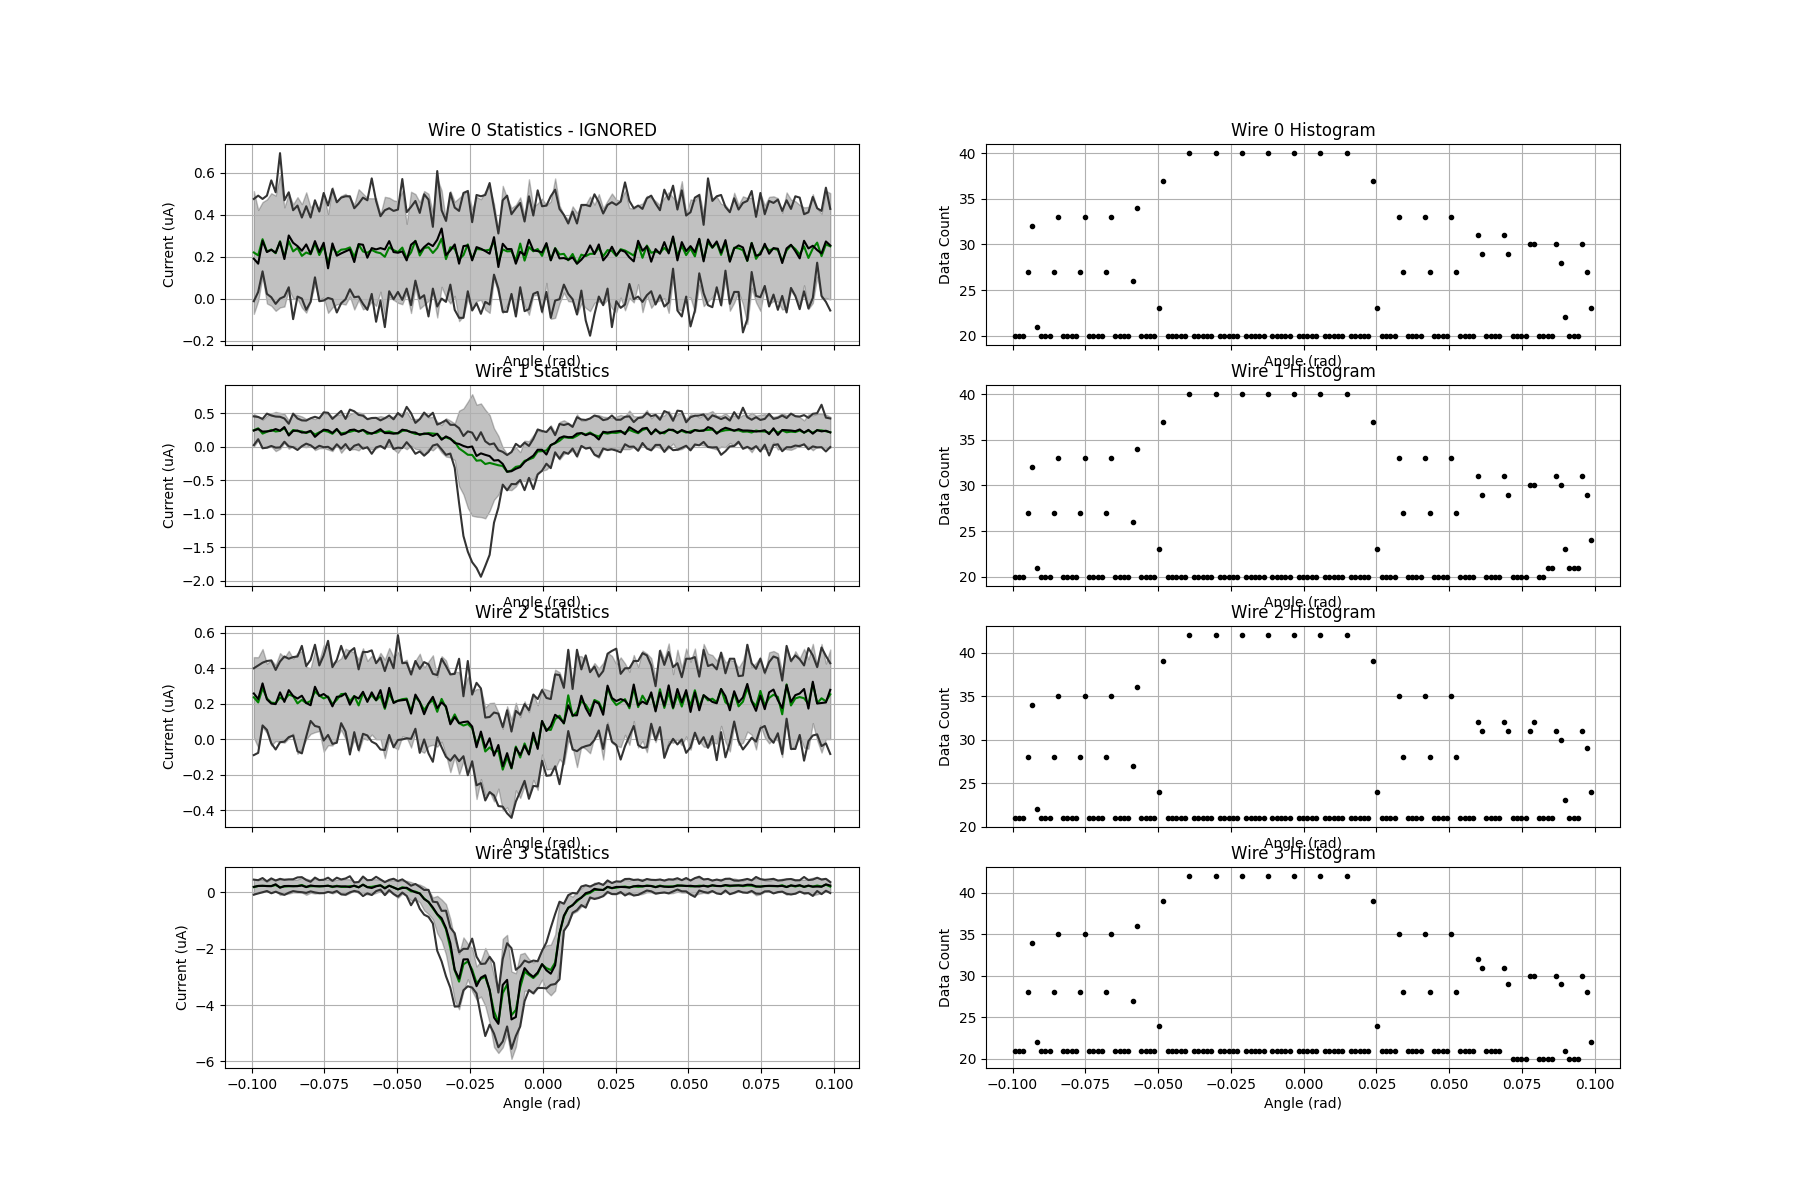 Wire 0 Statistics - IGNORED
Current (uA)
0.6
0.4
0.2
0.0
−0.2
Angle (rad)
Wire 0 Histogram
Data Count
40
35
30
25
20
Angle (rad)
Wire 1 Statistics
Current (uA)
0.5
0.0
−0.5
−1.0
−1.5
−2.0
Angle (rad)
Wire 1 Histogram
Data Count
40
35
30
25
20
Angle (rad)
Wire 2 Statistics
Current (uA)
0.6
0.4
0.2
0.0
−0.2
−0.4
Angle (rad)
Wire 2 Histogram
Data Count
40
35
30
25
20
Angle (rad)
Wire 3 Statistics
Current (uA)
0
−2
−4
−6
−0.100 −0.075 −0.050 −0.025 0.000 0.025 0.050 0.075 0.100
Angle (rad)
Wire 3 Histogram
Data Count
40
35
30
25
20
−0.100 −0.075 −0.050 −0.025 0.000 0.025 0.050 0.075 0.100
Angle (rad)